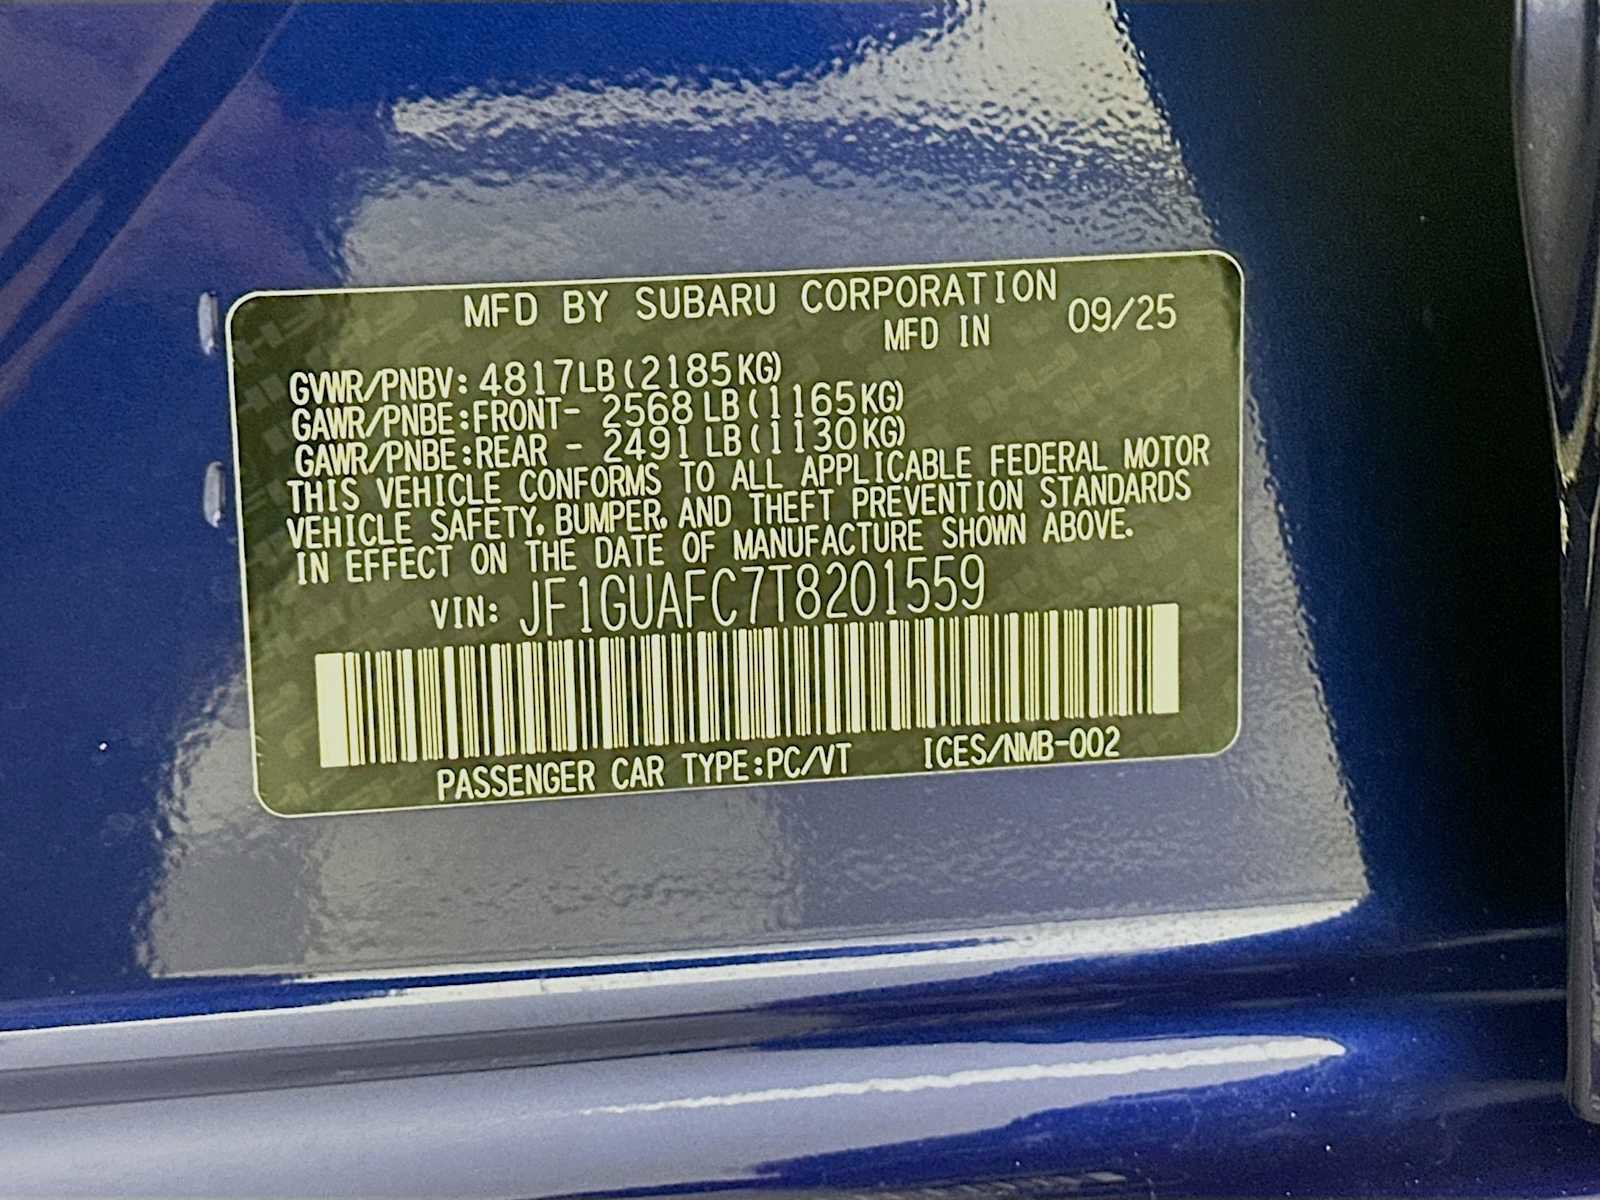 MFD BY SUBARU CORPORATION
MFD IN 09/25
GVWR/PNBV: 4817LB(2185KG)
GAWR/PNBE:FRONT- 2568LB(1165KG)
GAWR/PNBE:REAR - 2491LB(1130KG)
THIS VEHICLE CONFORMS TO ALL APPLICABLE FEDERAL MOTOR
VEHICLE SAFETY, BUMPER, AND THEFT PREVENTION STANDARDS
IN EFFECT ON THE DATE OF MANUFACTURE SHOWN ABOVE.
VIN: JF1GUAFC7T8201559
PASSENGER CAR TYPE:PC/VT ICES/NMB-002